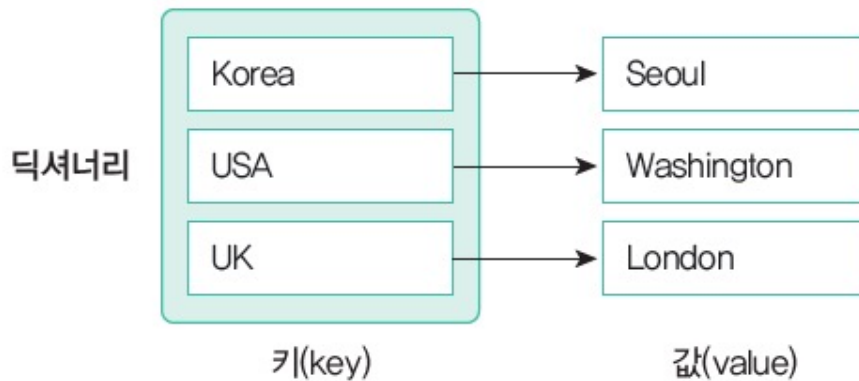 Korea Seoul
딕셔너리 USA Washington
UK London
키(key) 값(value)